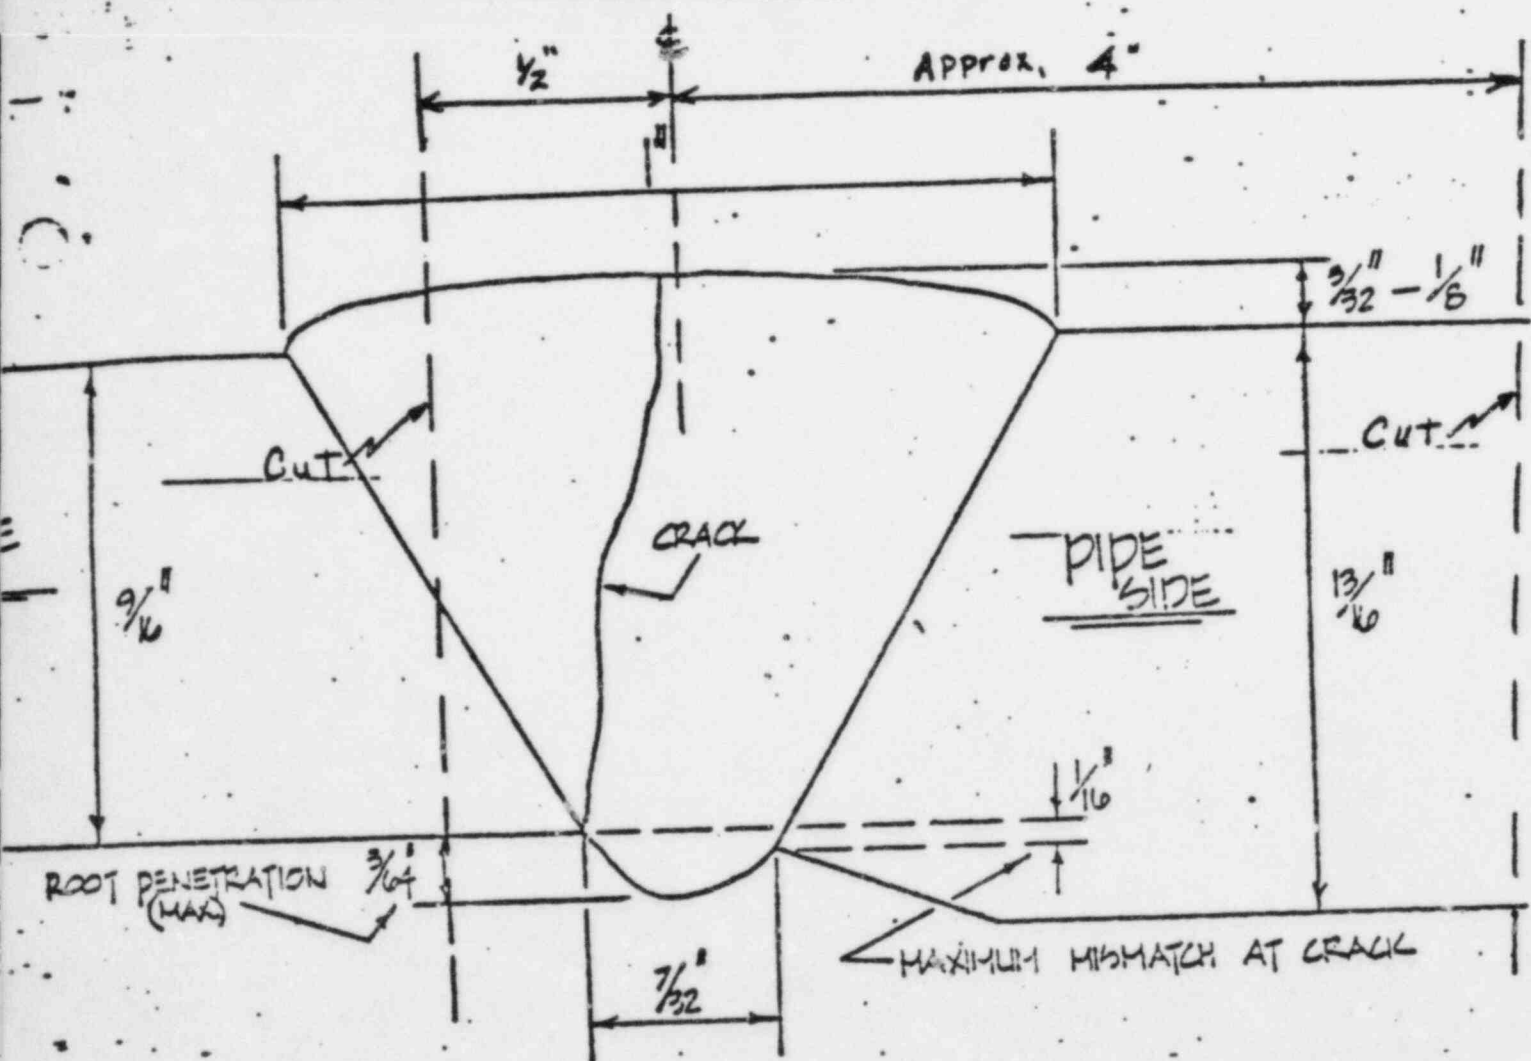 ℄
1/2"
Approx. 4"
1"
3/32" - 1/8"
CUT
CUT
CRACK
PIPE
SIDE
9/16"
13/16"
1/16"
ROOT PENETRATION 3/64"
(MAX)
MAXIMUM MISMATCH AT CRACK
7/32"